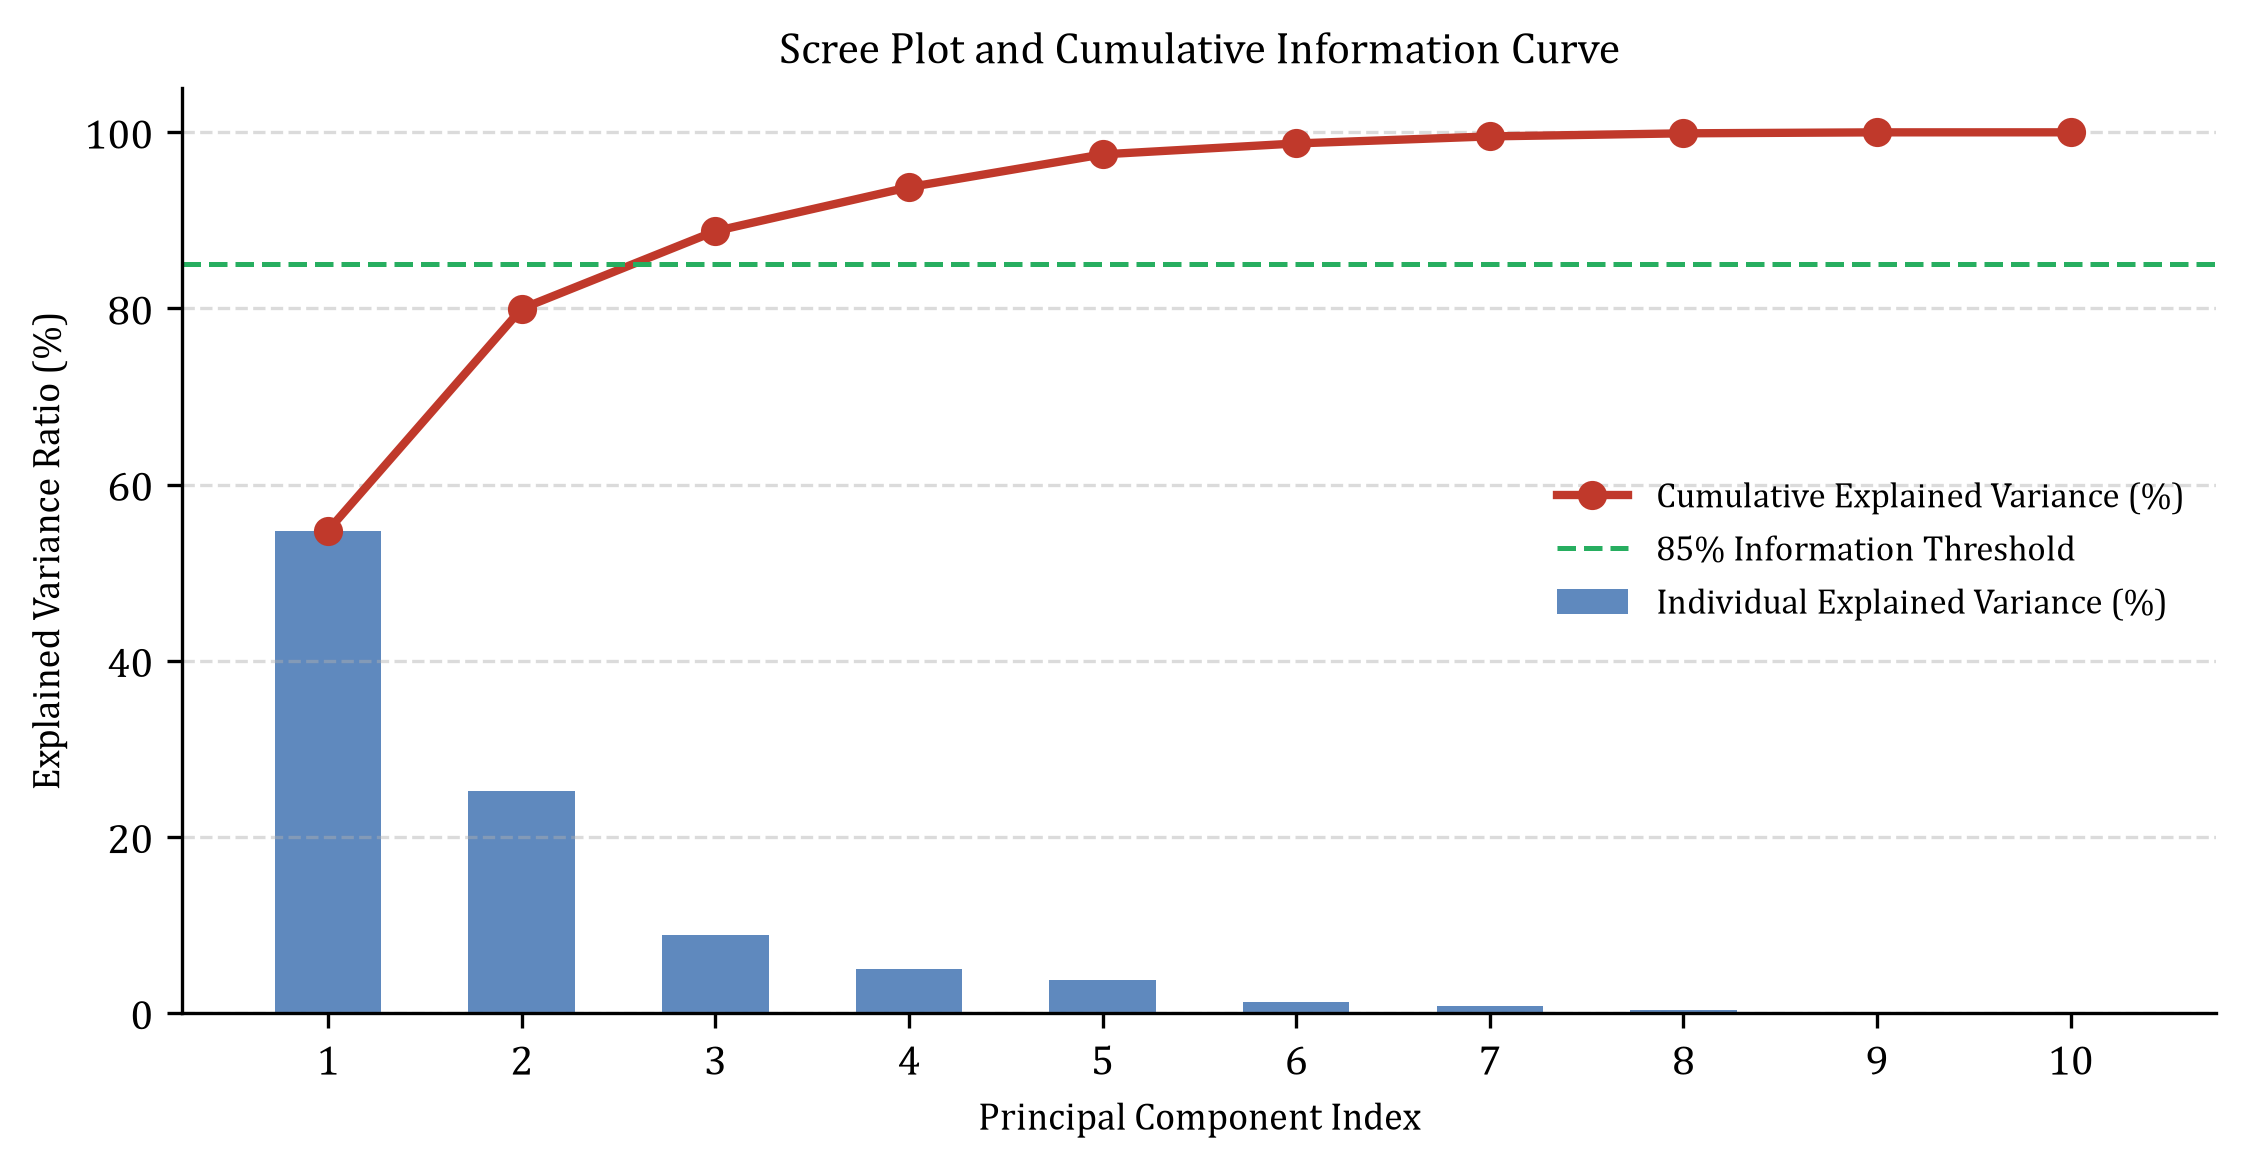 Scree Plot and Cumulative Information Curve
Explained Variance Ratio (%)
100
80
60
40
20
0
Cumulative Explained Variance (%)
85% Information Threshold
Individual Explained Variance (%)
1 2 3 4 5 6 7 8 9 10
Principal Component Index